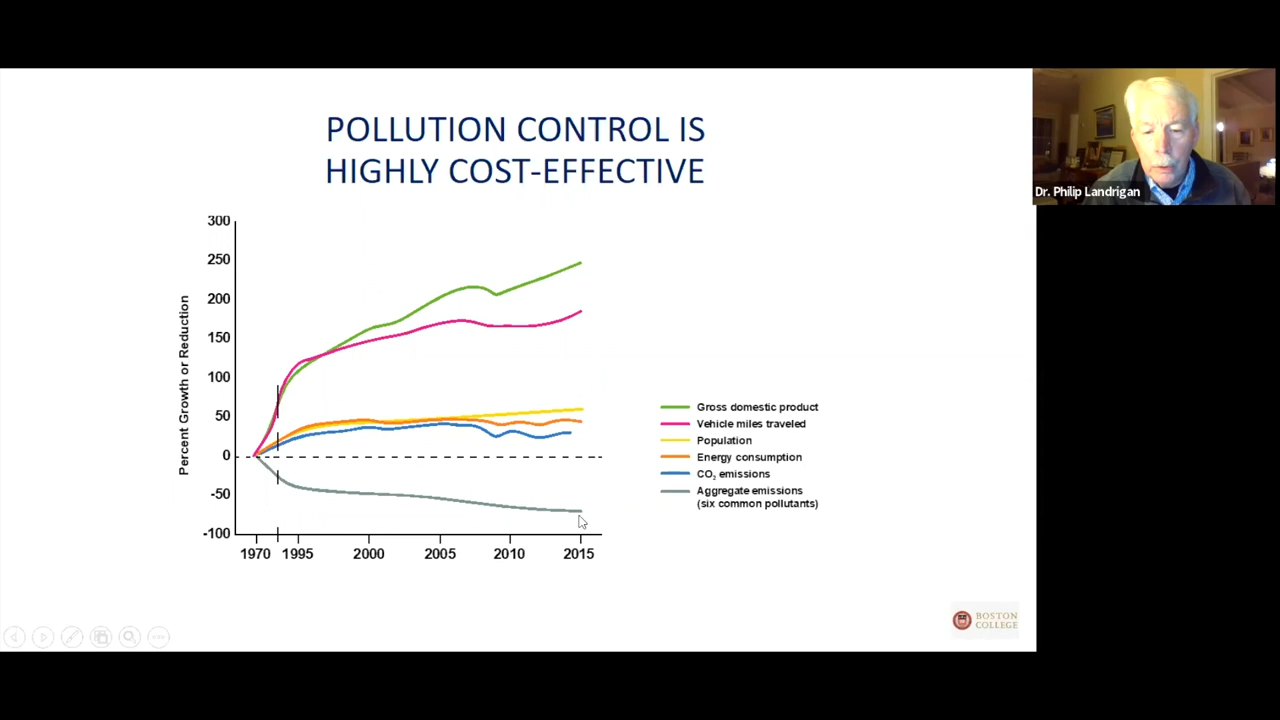 POLLUTION CONTROL IS
HIGHLY COST-EFFECTIVE
Dr. Philip Landrigan
Percent Growth or Reduction
300
250
200
150
100
50
0
-50
-100
1970 1995 2000 2005 2010 2015
Gross domestic product
Vehicle miles traveled
Population
Energy consumption
CO₂ emissions
Aggregate emissions
(six common pollutants)
BOSTON
COLLEGE